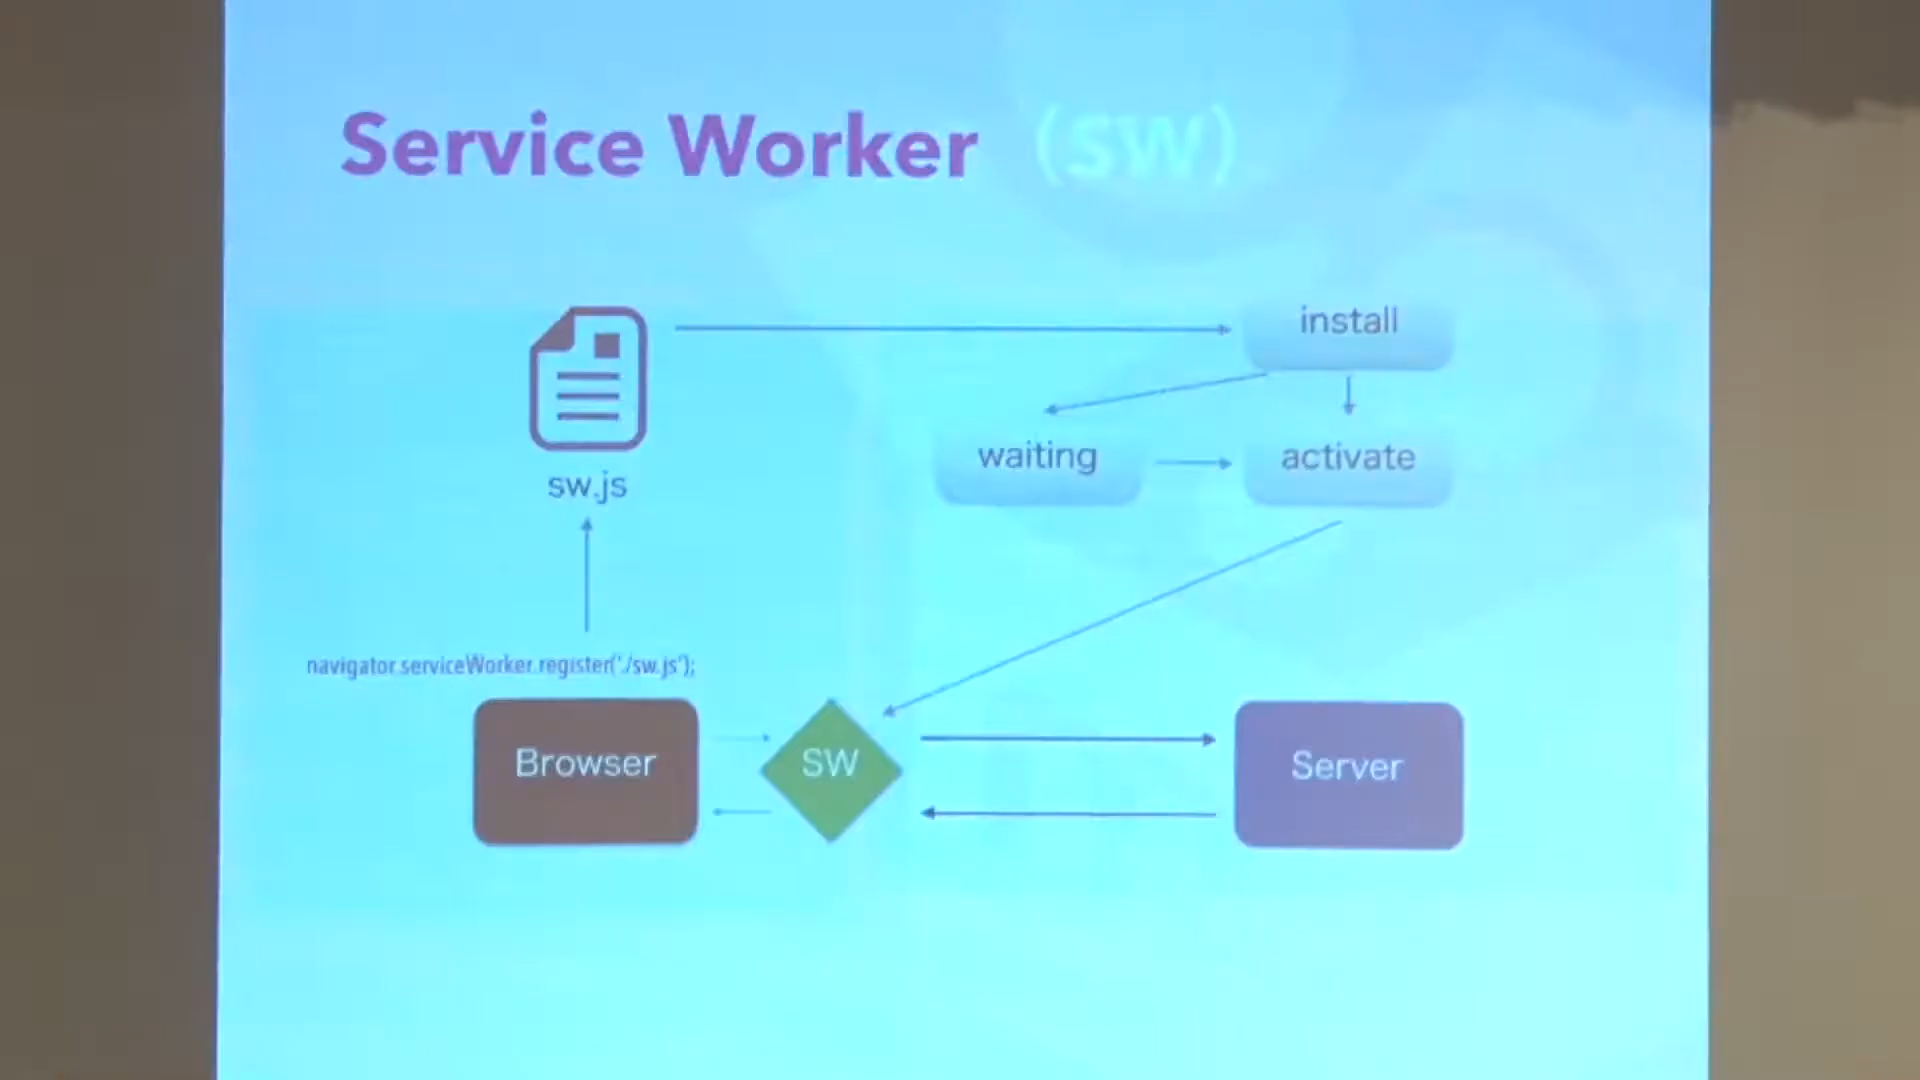 Service Worker (SW)
install
waiting
activate
sw.js
navigator.serviceWorker.register('./sw.js');
Browser
SW
Server